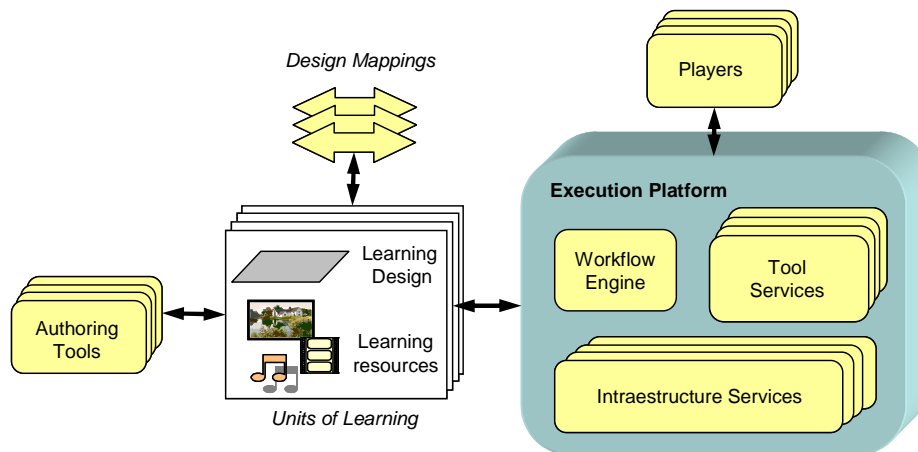 Design Mappings
Players
Execution Platform
Learning
Design
Workflow
Engine
Tool
Services
Authoring
Tools
Learning
resources
Intraestructure Services
Units of Learning